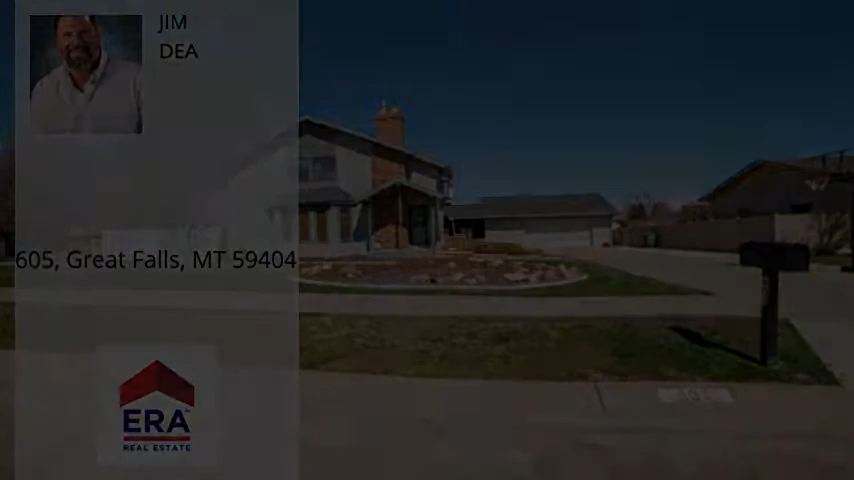 JIM
DEA
605, Great Falls, MT 59404
ERA
REAL ESTATE